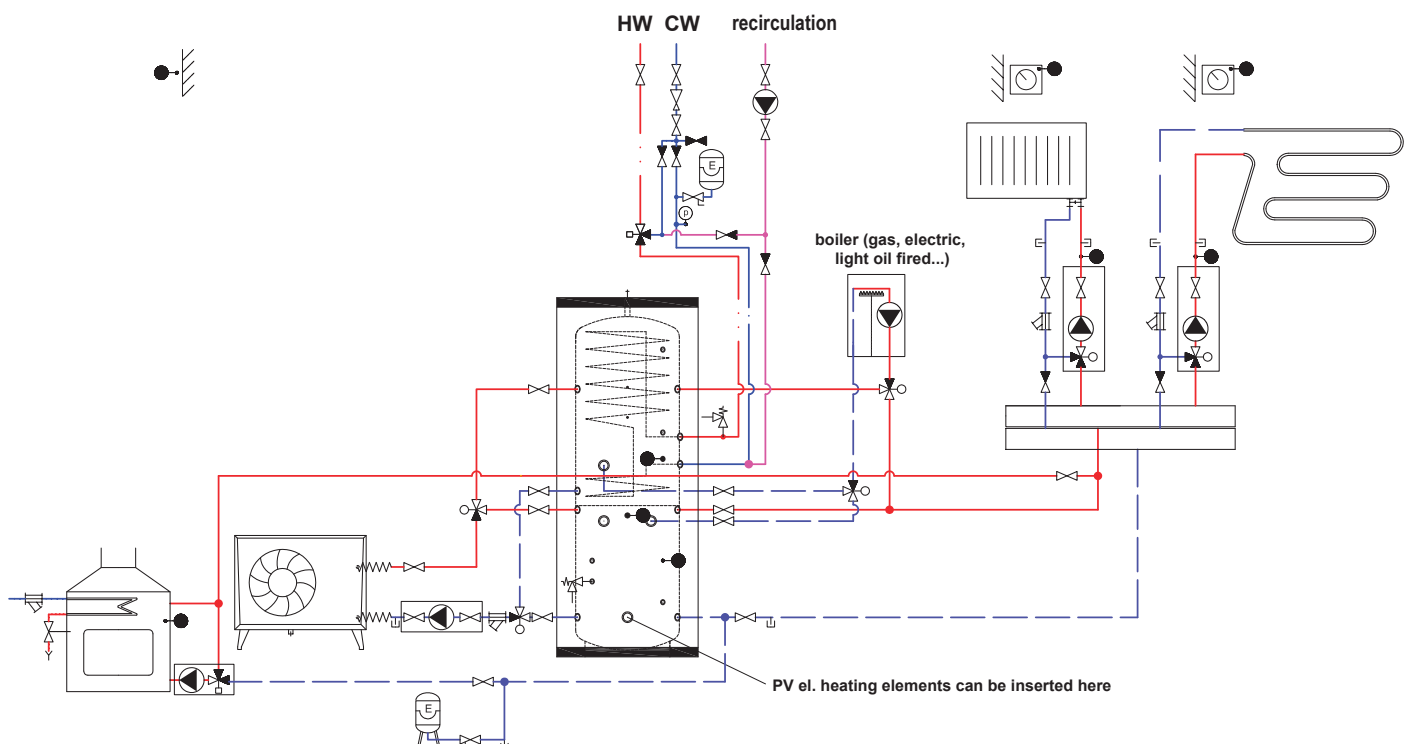 HW CW recirculation
E
p
boiler (gas, electric,
light oil fired...)
PV el. heating elements can be inserted here
E